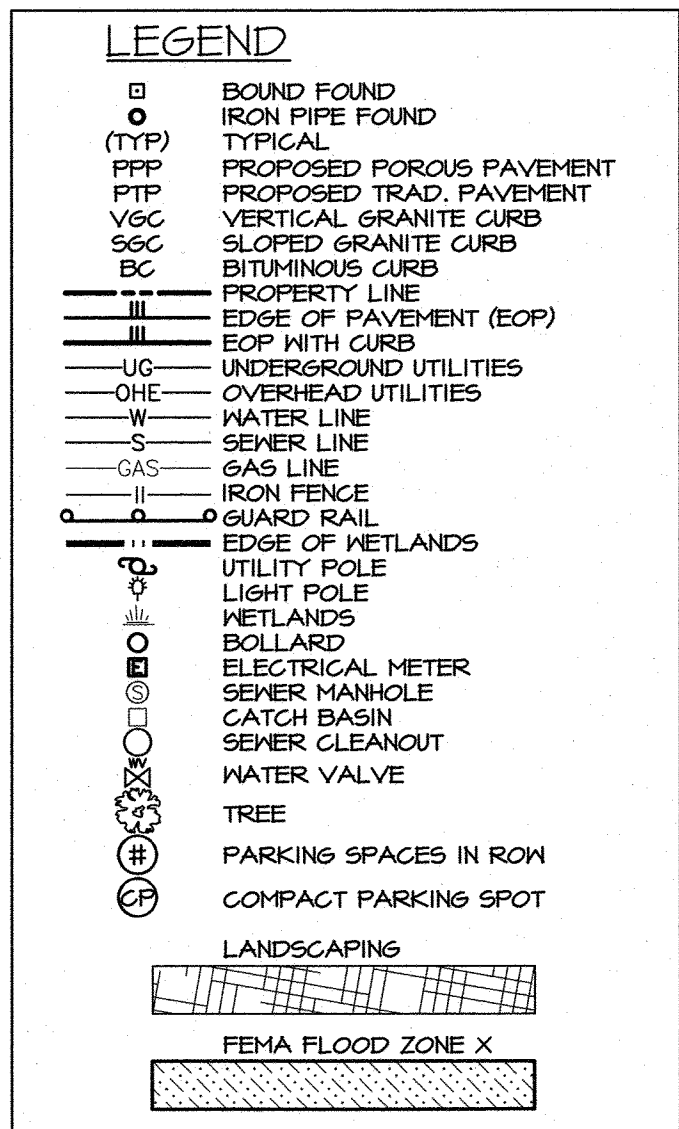 LEGEND
BOUND FOUND
IRON PIPE FOUND
(TYP) TYPICAL
PPP PROPOSED POROUS PAVEMENT
PTP PROPOSED TRAD. PAVEMENT
VGC VERTICAL GRANITE CURB
SGC SLOPED GRANITE CURB
BC BITUMINOUS CURB
PROPERTY LINE
EDGE OF PAVEMENT (EOP)
EOP WITH CURB
UG UNDERGROUND UTILITIES
OHE OVERHEAD UTILITIES
W WATER LINE
S SEWER LINE
GAS GAS LINE
IRON FENCE
GUARD RAIL
EDGE OF WETLANDS
UTILITY POLE
LIGHT POLE
WETLANDS
BOLLARD
E ELECTRICAL METER
S SEWER MANHOLE
CATCH BASIN
SEWER CLEANOUT
WV WATER VALVE
TREE
# PARKING SPACES IN ROW
CP COMPACT PARKING SPOT
LANDSCAPING
FEMA FLOOD ZONE X